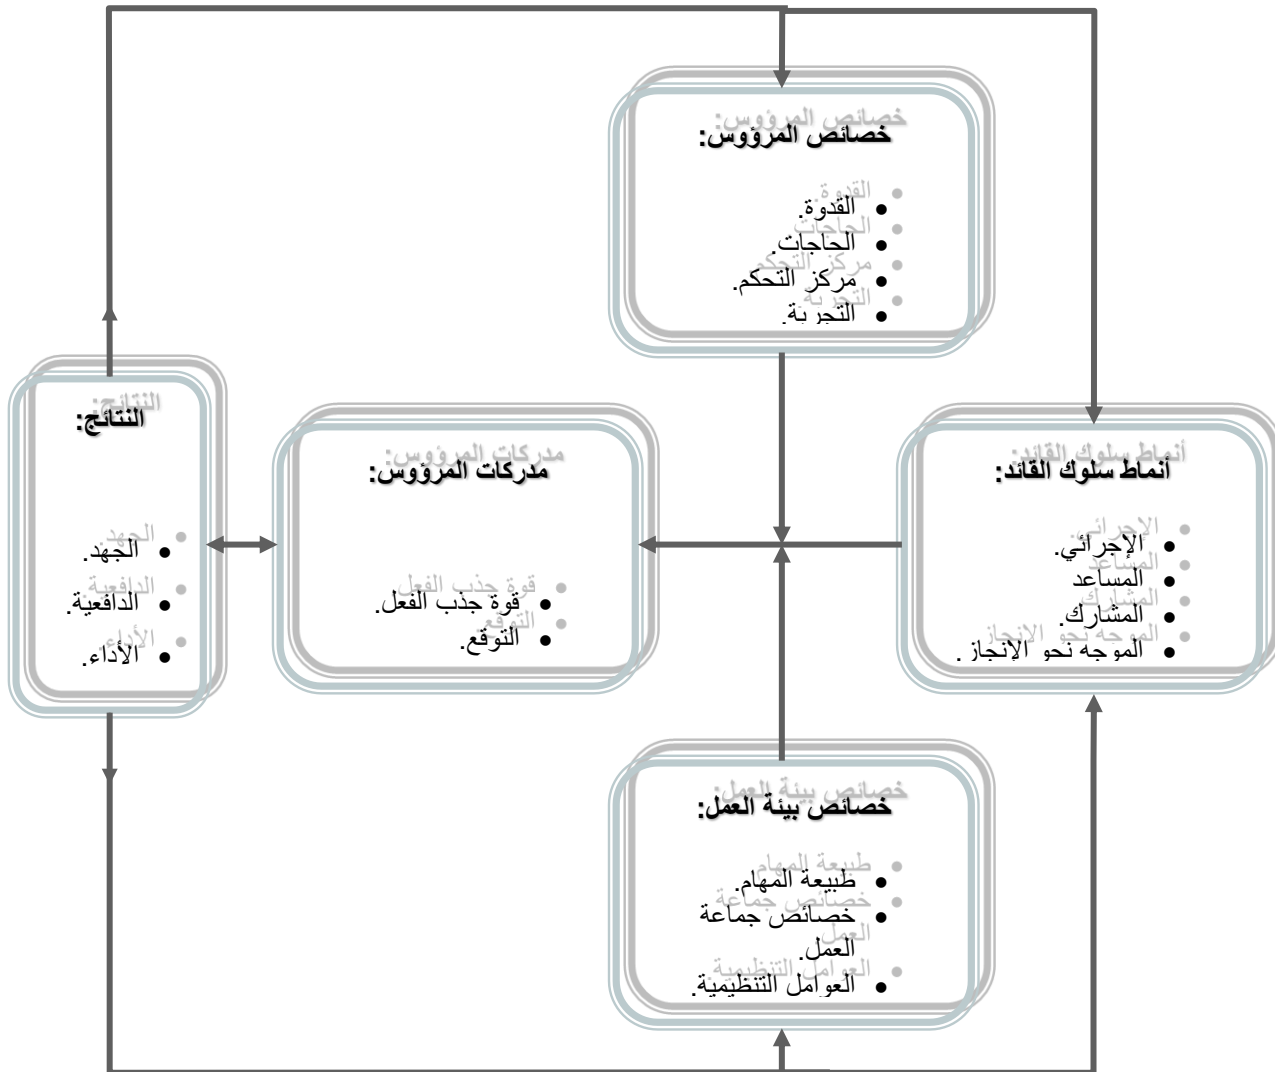 خصائص المرؤوس:
• القدوة.
• الحاجات.
• مركز التحكم.
• التجربة.
أنماط سلوك القائد:
• الإجرائي.
• المساعد
• المشارك.
• الموجه نحو الإنجاز.
مدركات المرؤوس:
• قوة جذب الفعل.
• التوقع.
النتائج:
• الجهد.
• الدافعية.
• الأداء.
خصائص بيئة العمل:
• طبيعة المهام.
• خصائص جماعة
العمل.
• العوامل التنظيمية.